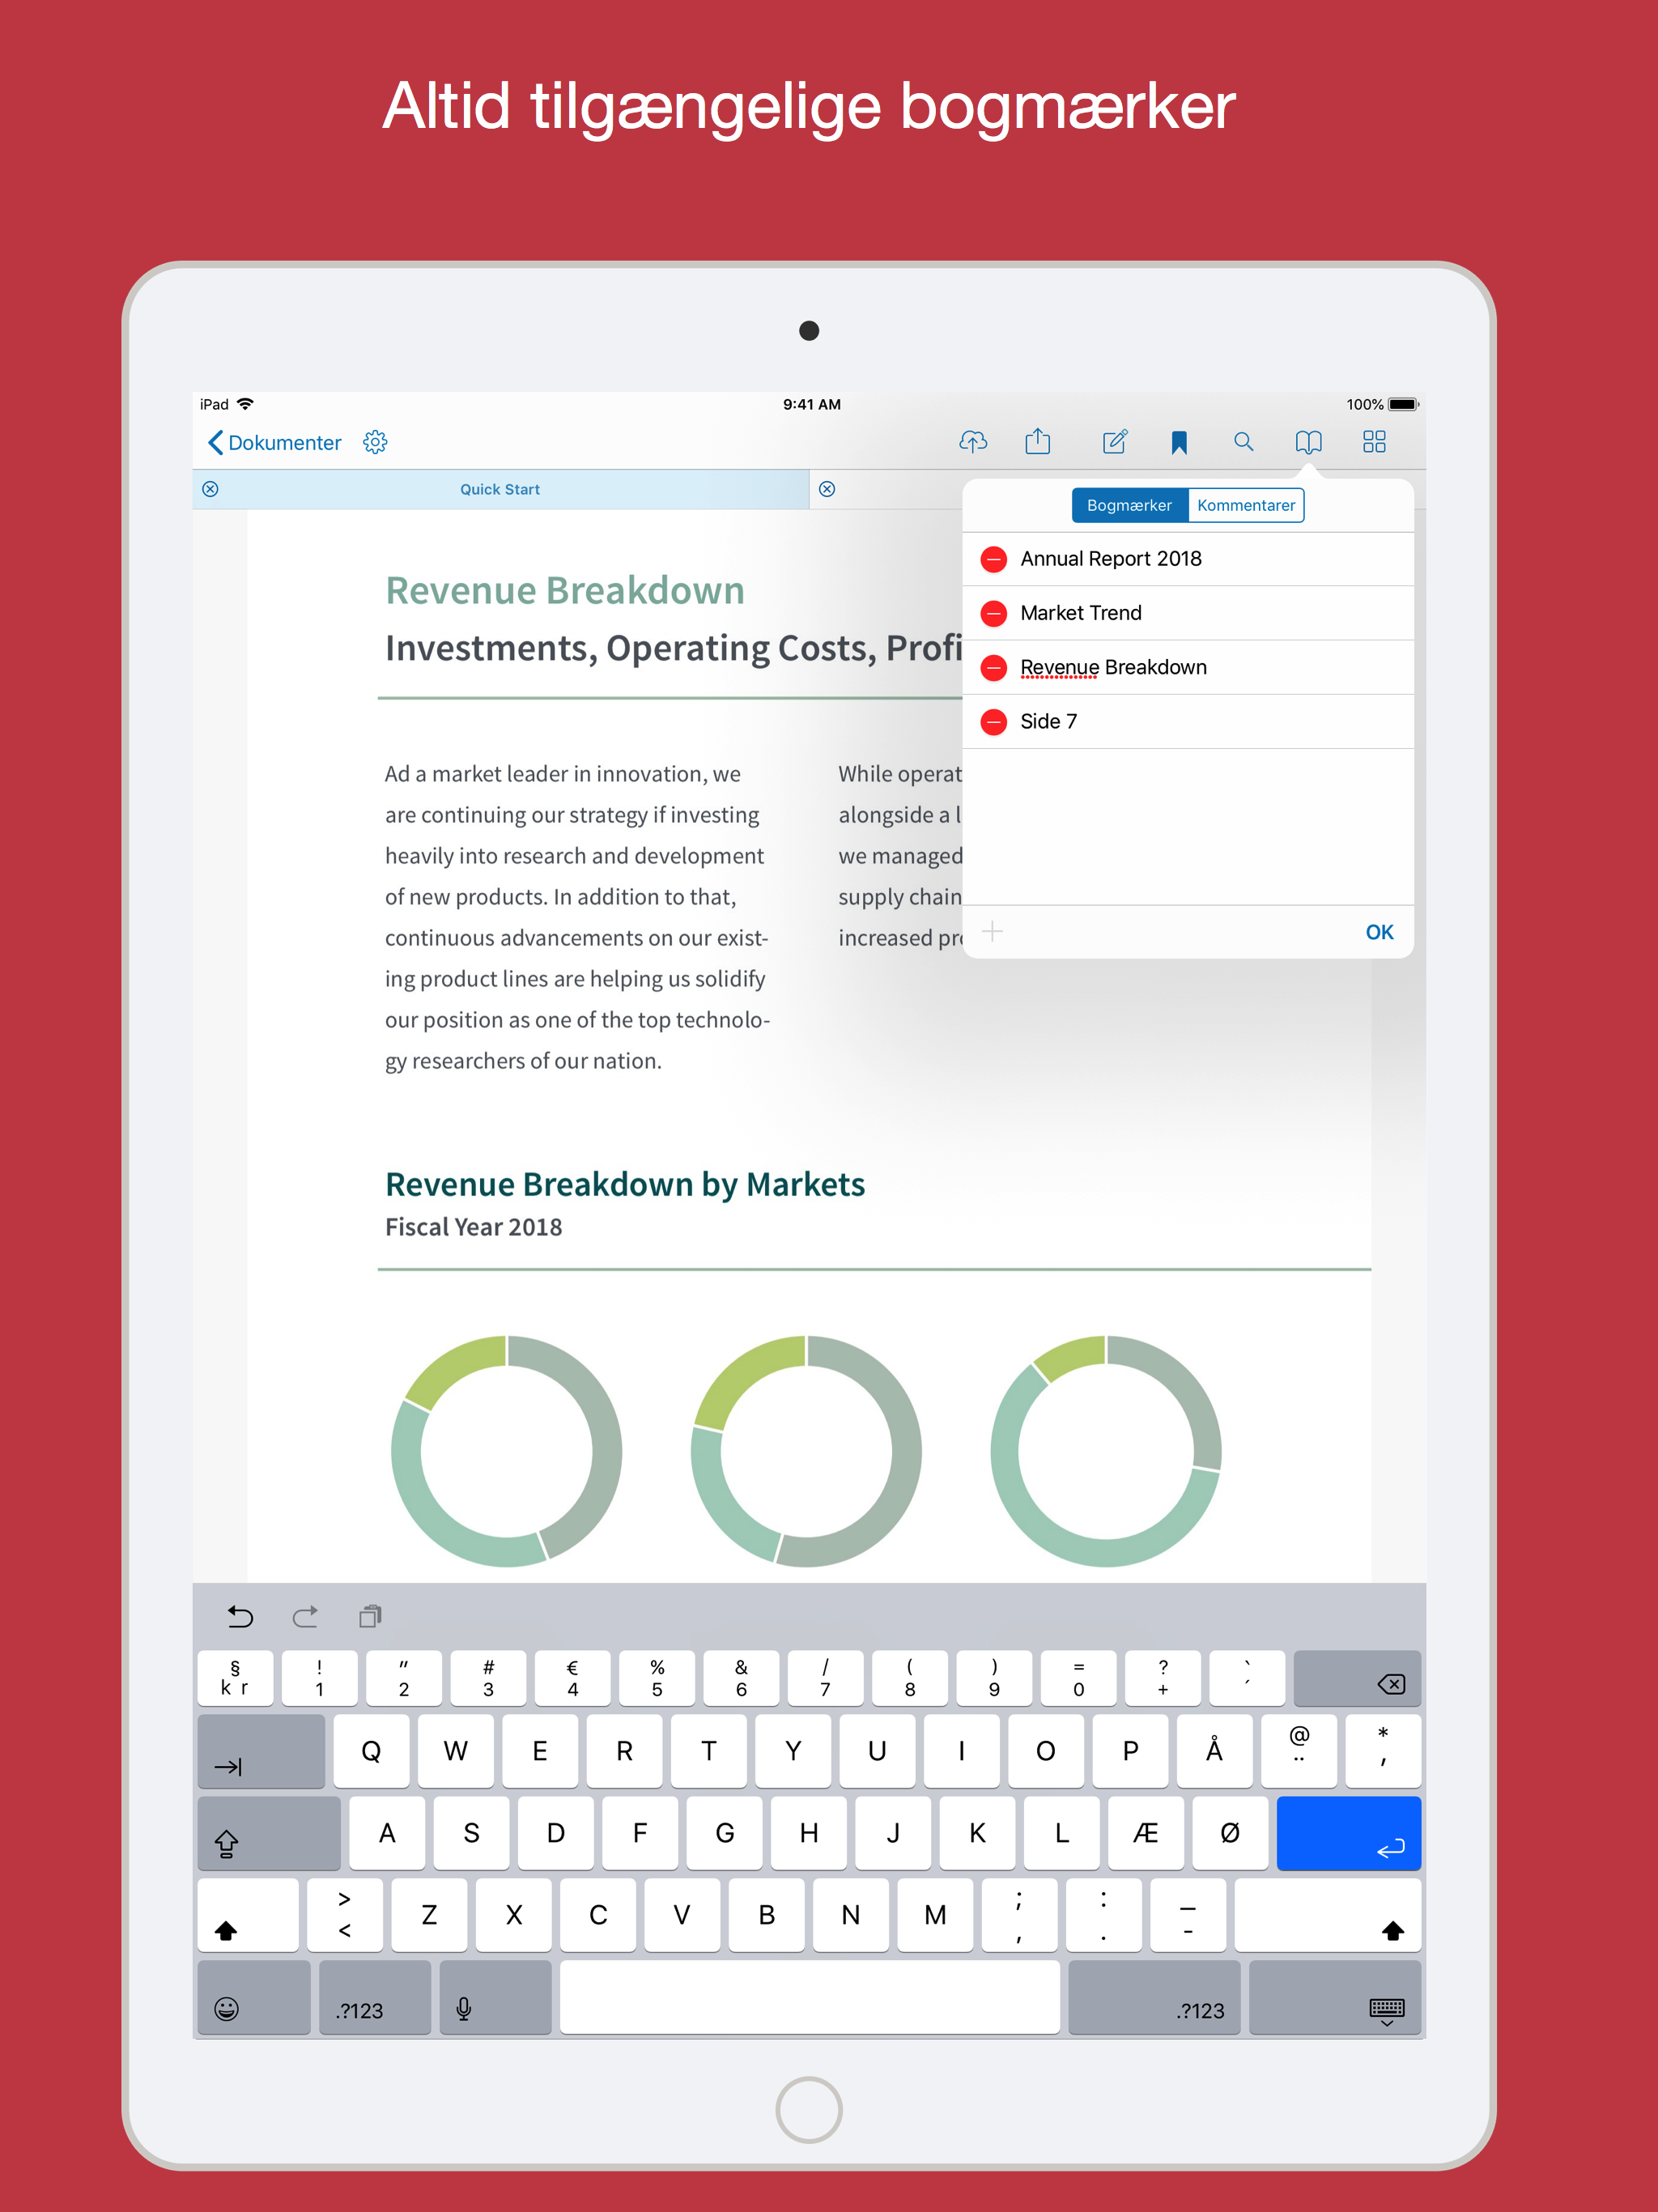 Altid tilgængelige bogmærker
iPad 9:41 AM 100%
Dokumenter
Quick Start
Bogmærker Kommentarer
Annual Report 2018
Market Trend
Revenue Breakdown
Side 7
OK
Revenue Breakdown
Investments, Operating Costs, Profi
Ad a market leader in innovation, we
are continuing our strategy if investing
heavily into research and development
of new products. In addition to that,
continuous advancements on our exist-
ing product lines are helping us solidify
our position as one of the top technolo-
gy researchers of our nation.
While operat
alongside a l
we managed
supply chain
increased pr
Revenue Breakdown by Markets
Fiscal Year 2018
§ ! " # € % & / ( ) = ? `
k r 1 2 3 4 5 6 7 8 9 0 + ´
Q W E R T Y U I O P Å @ ¨ * '
A S D F G H J K L Æ Ø
> < Z X C V B N M ; , : . _ -
.?123 .?123